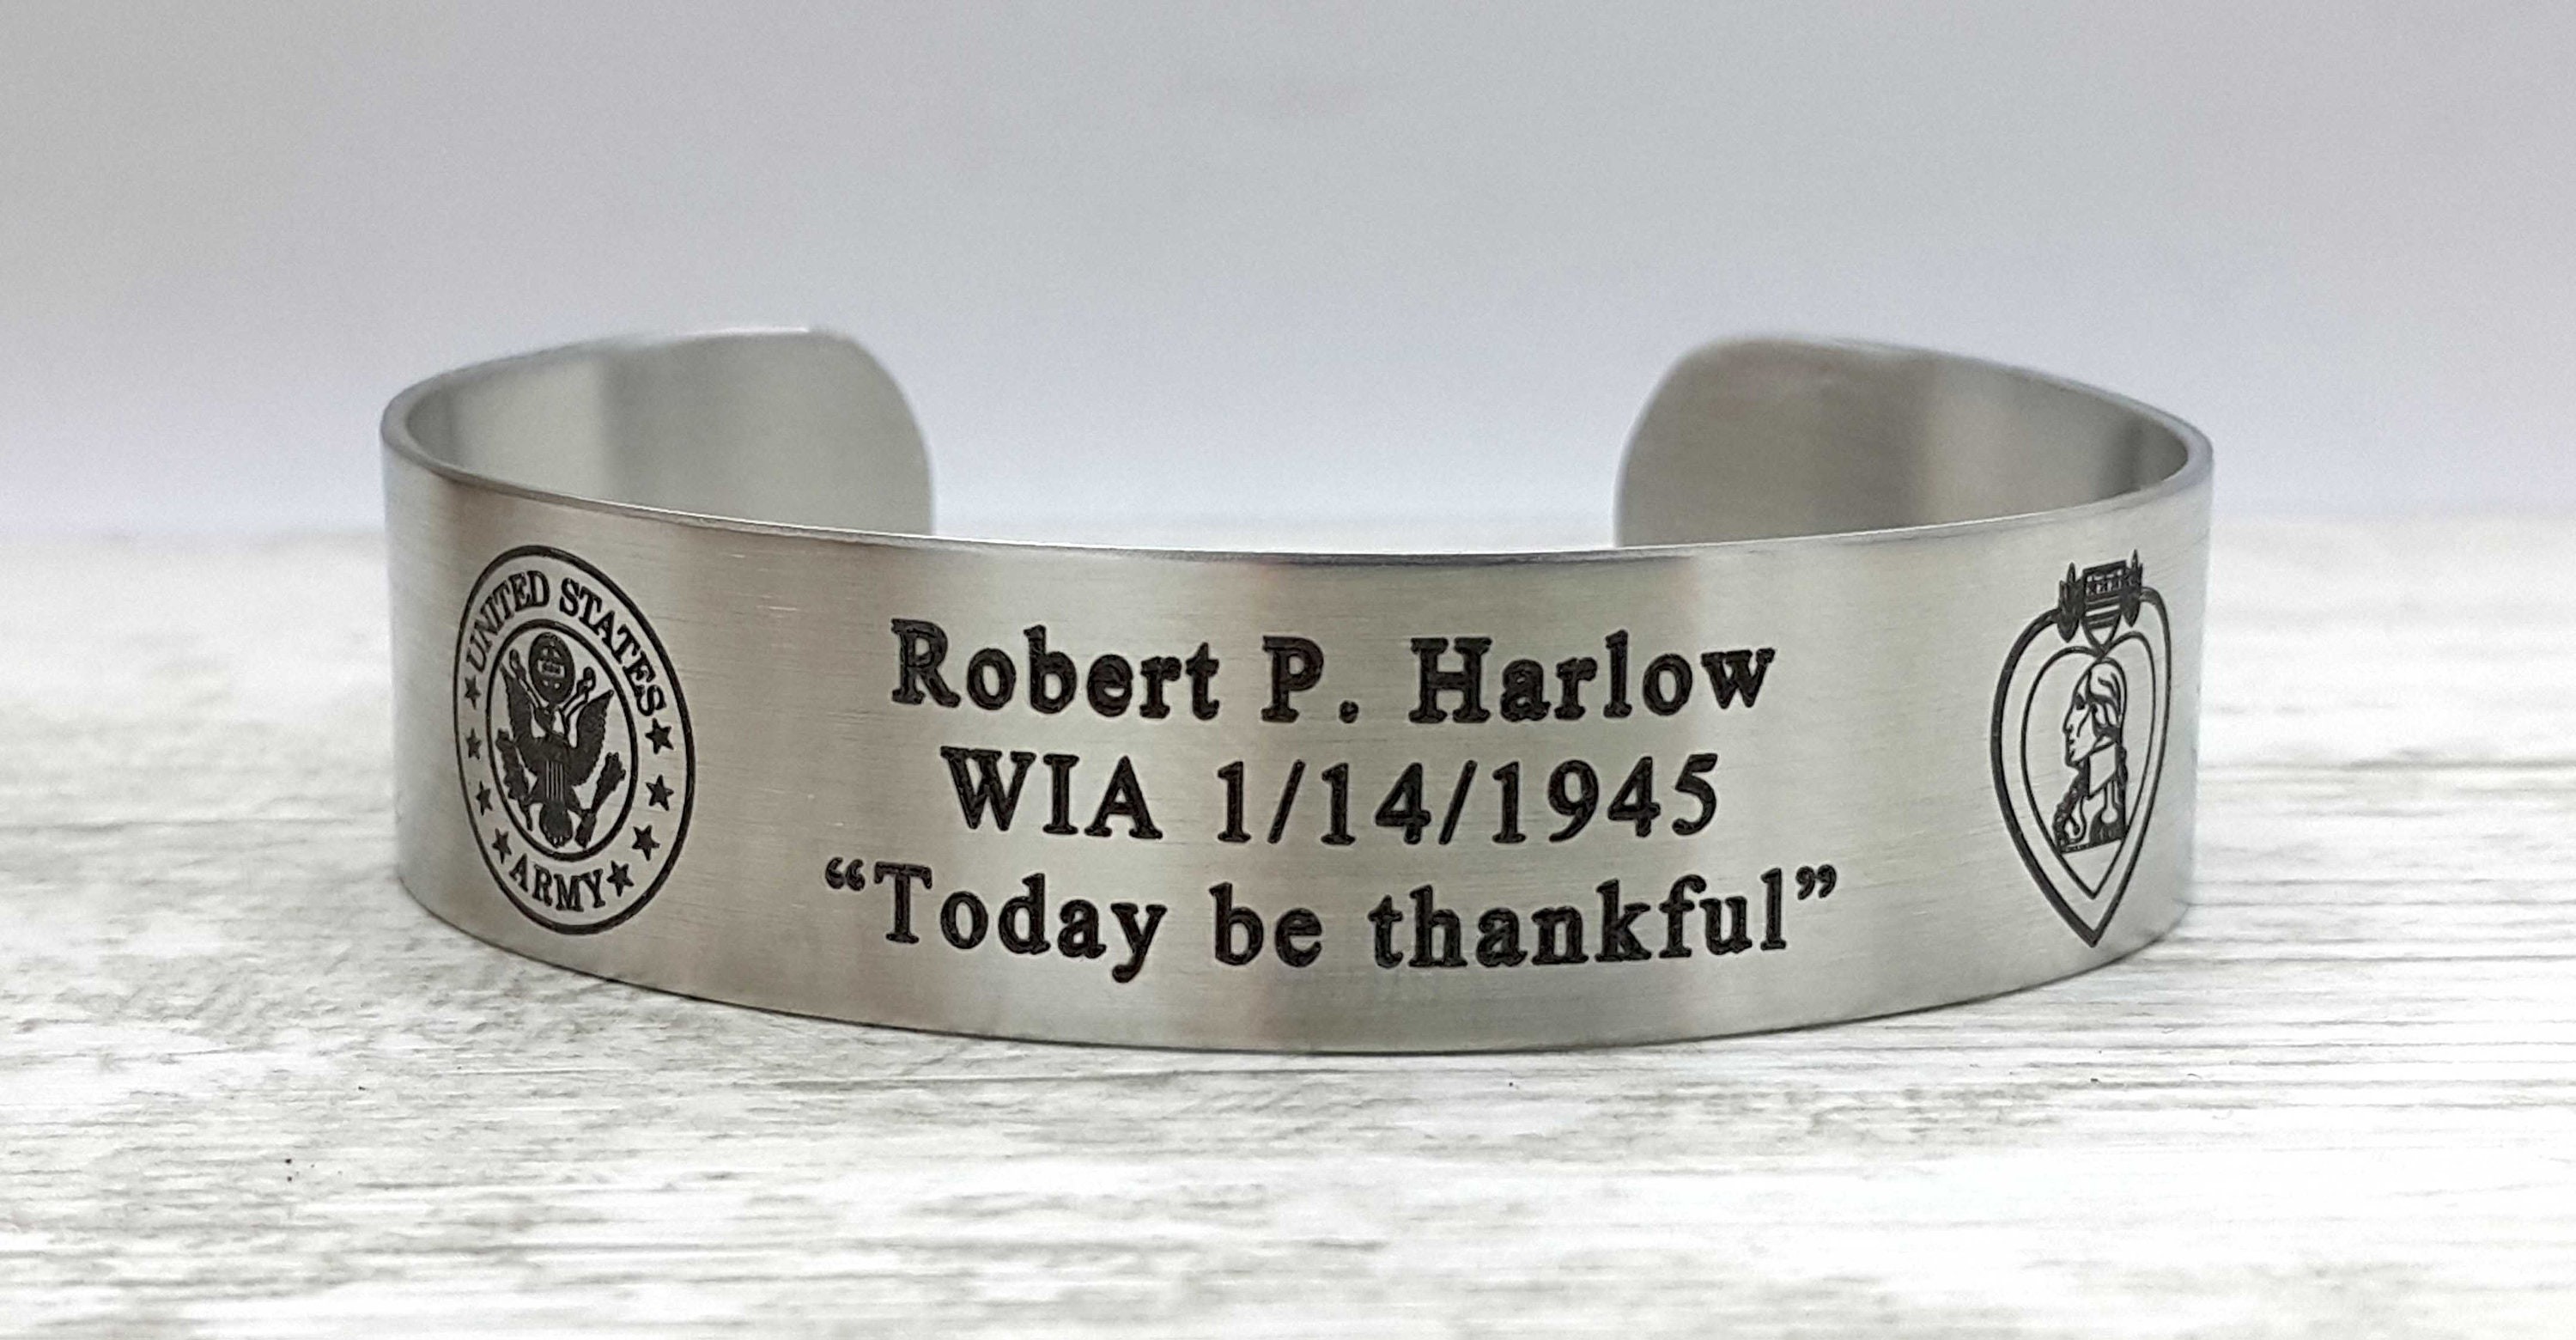 UNITED STATES
ARMY
Robert P. Harlow
WIA 1/14/1945
“Today be thankful”